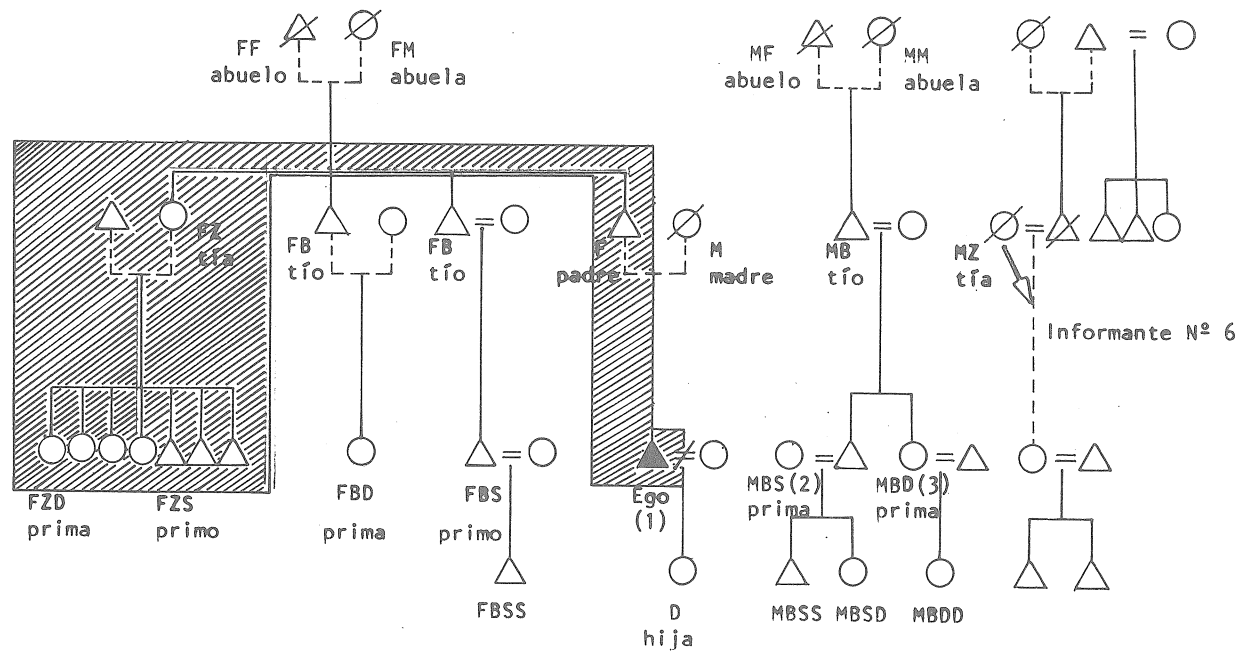 FF
abuelo
FM
abuela
MF
abuelo
MM
abuela
FZ
tía
FB
tío
FB
tío
F
padre
M
madre
MB
tío
MZ
tía
Informante Nº 6
FZD
prima
FZS
primo
FBD
prima
FBS
primo
Ego
(1)
MBS(2)
prima
MBD(3)
prima
FBSS
D
hija
MBSS
MBSD
MBDD